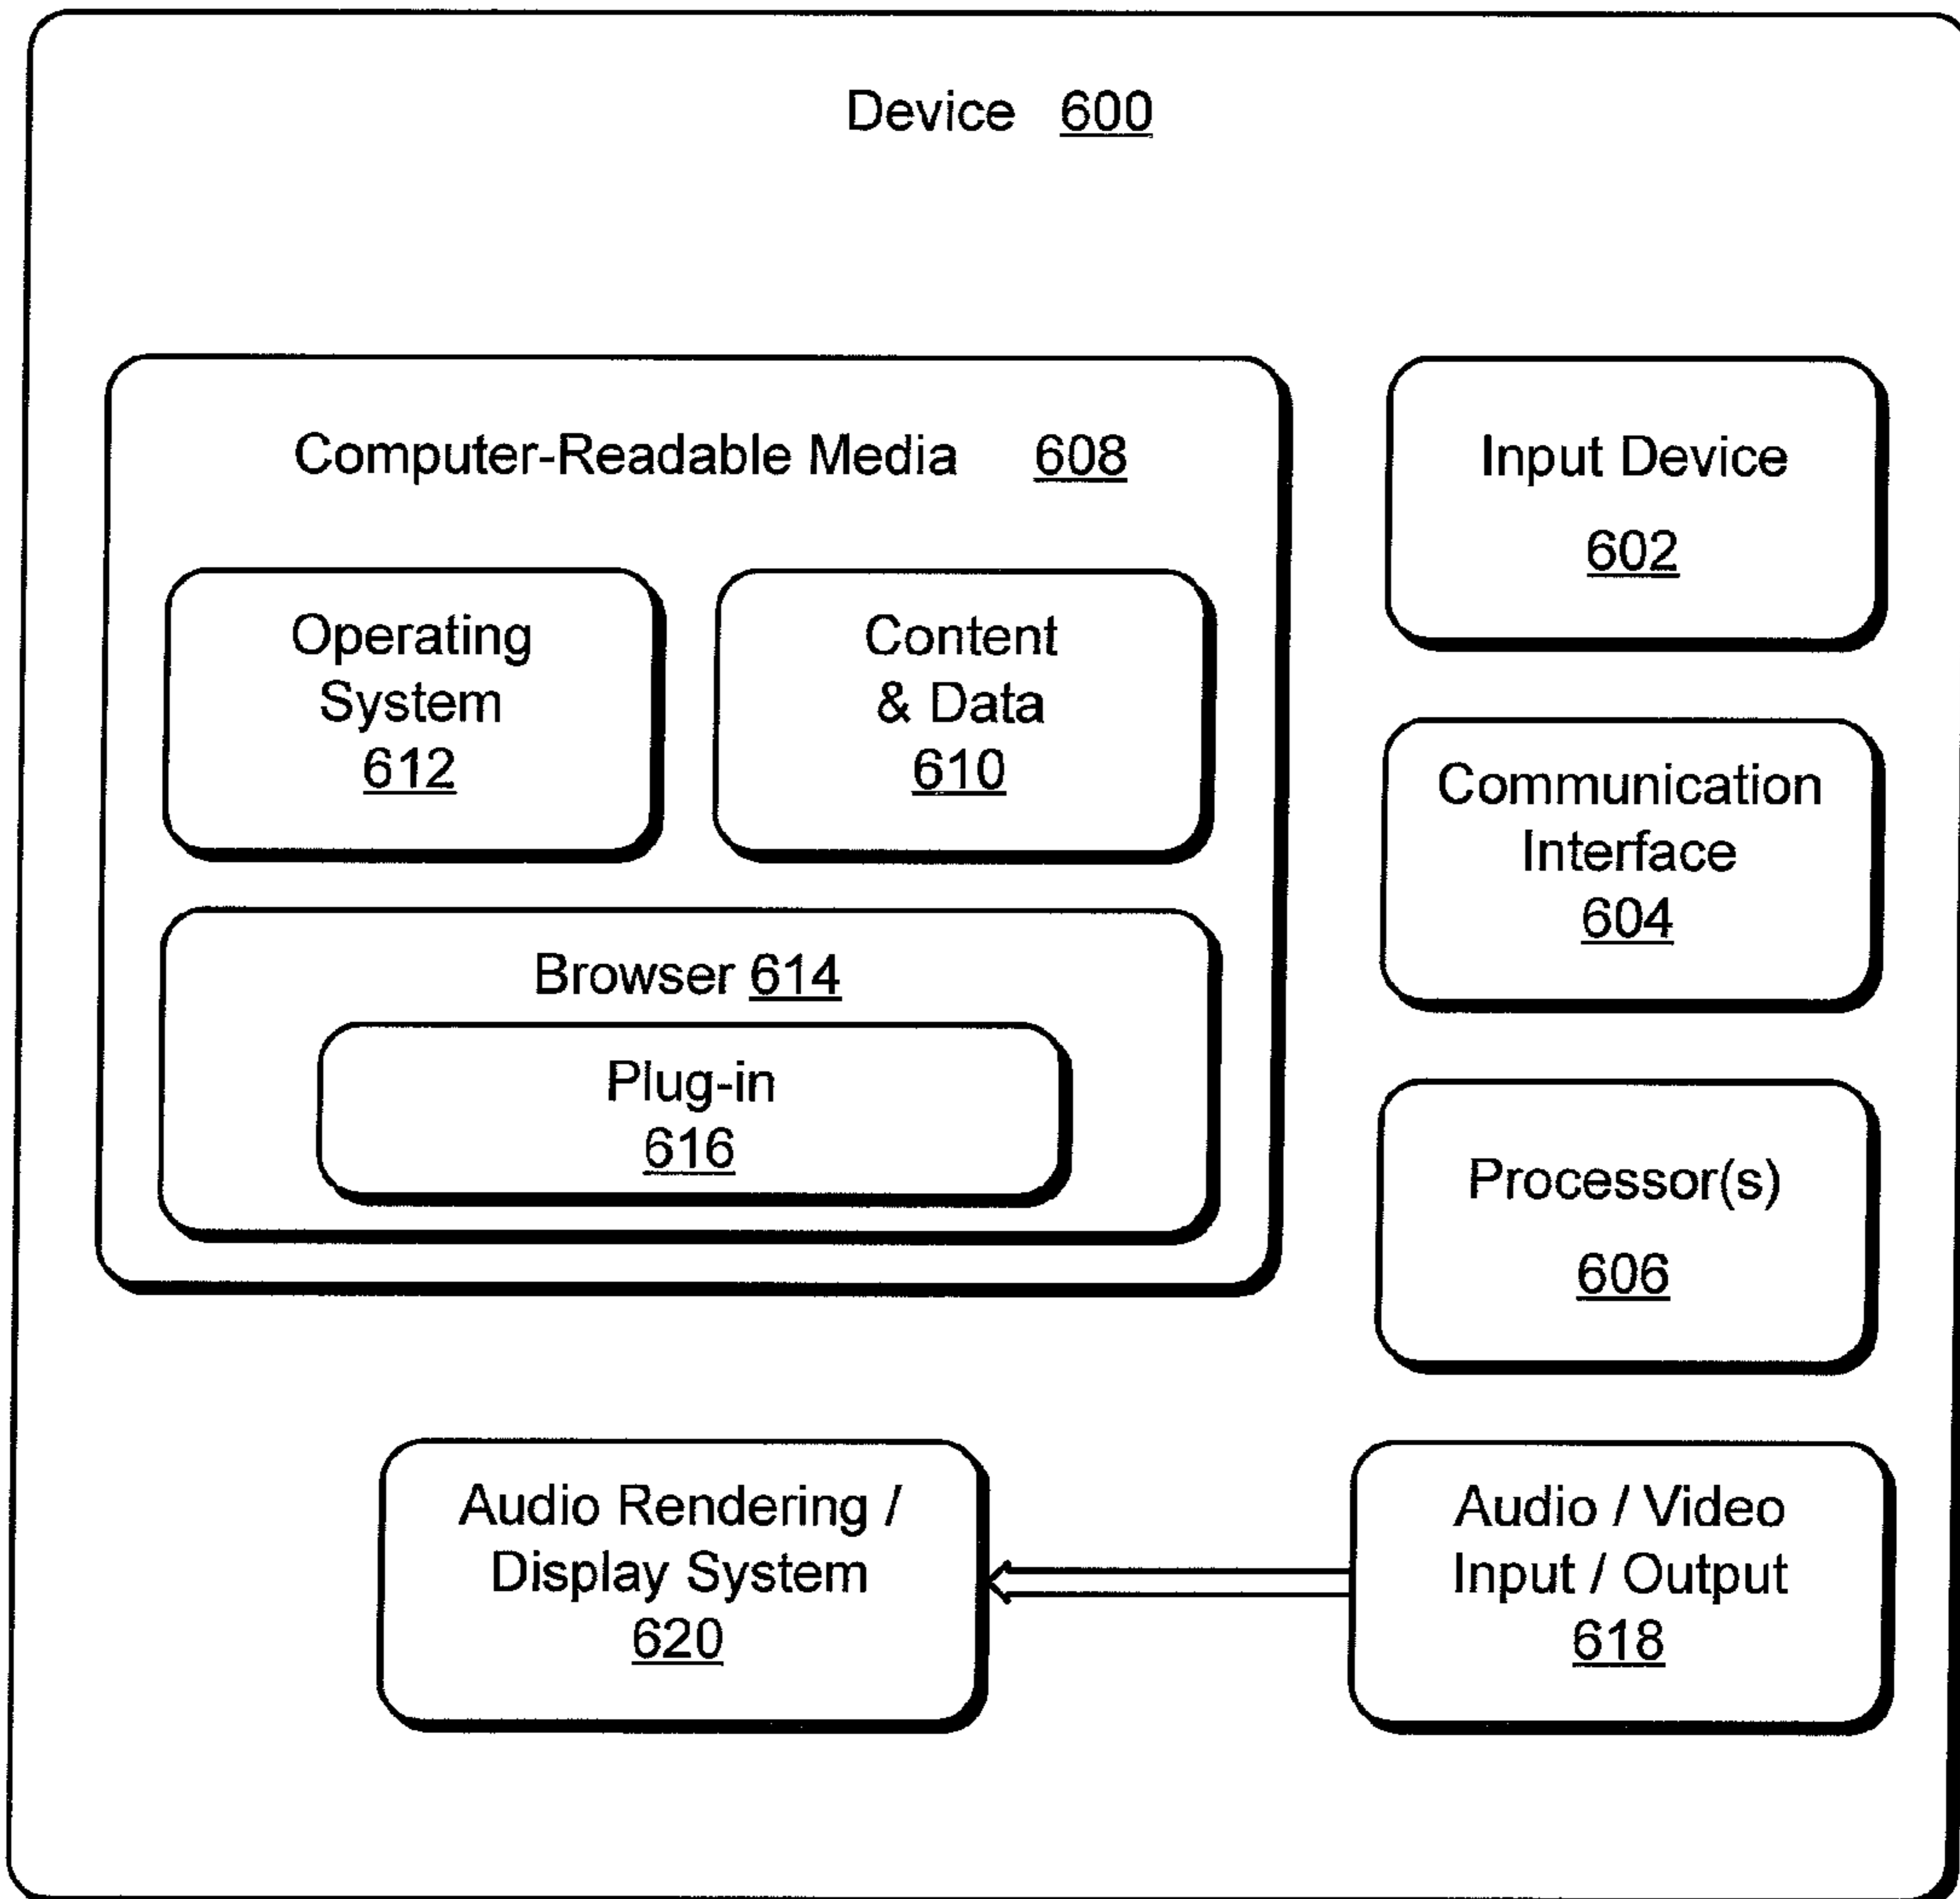 Device 600
Computer-Readable Media 608
Operating
System
612
Content
& Data
610
Browser 614
Plug-in
616
Input Device
602
Communication
Interface
604
Processor(s)
606
Audio Rendering /
Display System
620
Audio / Video
Input / Output
618